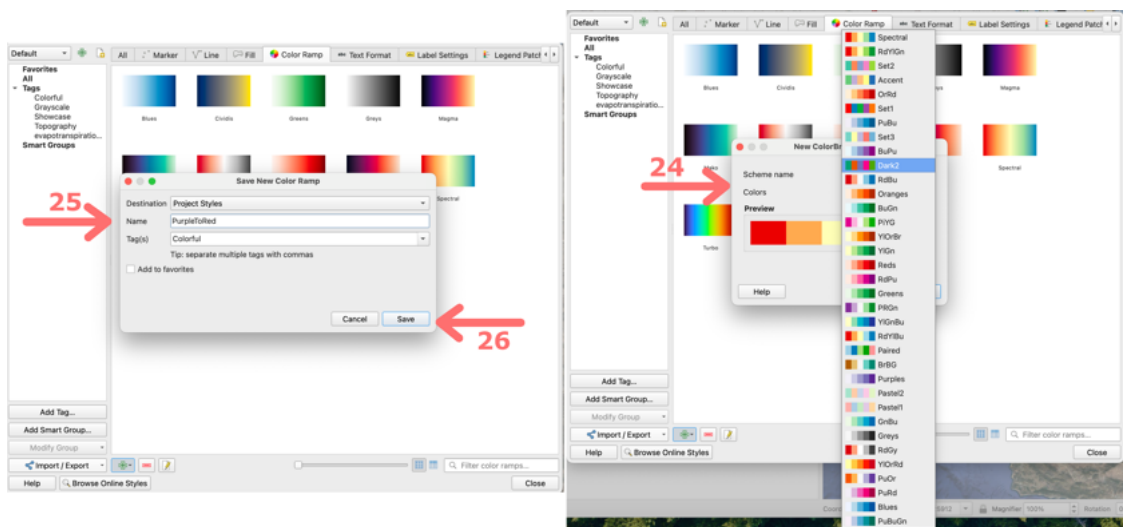 Default
All
Marker
Line
Fill
Color Ramp
Text Format
Label Settings
Legend Patch
Favorites
All
Tags
Colorful
Grayscale
Showcase
Topography
evapotranspiratio...
Smart Groups
Blues
Cividis
Greens
Greys
Magma
Spectral
25
Save New Color Ramp
Destination Project Styles
Name PurpleToRed
Tag(s) Colorful
Tip: separate multiple tags with commas
Add to favorites
Cancel
Save
26
Add Tag...
Add Smart Group...
Modify Group
Import / Export
Filter color ramps...
Help
Browse Online Styles
Close
Default
All
Marker
Line
Fill
Color Ramp
Text Format
Label Settings
Legend Patch
Favorites
All
Tags
Colorful
Grayscale
Showcase
Topography
evapotranspiratio...
Smart Groups
Blues
Cividis
Magma
Mako
Spectral
Turbo
24
New ColorBr
Scheme name
Colors
Preview
Help
Spectral
RdYlGn
Set2
Accent
OrRd
Set1
PuBu
Set3
BuPu
Dark2
RdBu
Oranges
BuGn
PiYG
YlOrBr
YlGn
Reds
RdPu
Greens
PRGn
YlGnBu
RdYlBu
Paired
BrBG
Purples
Pastel2
Pastel1
GnBu
Greys
RdGy
YlOrRd
PuOr
PuRd
Blues
PuBuGn
Add Tag...
Add Smart Group...
Modify Group
Import / Export
Filter color ramps...
Help
Browse Online Styles
Close
Coor
5912
Magnifier 100%
Rotation